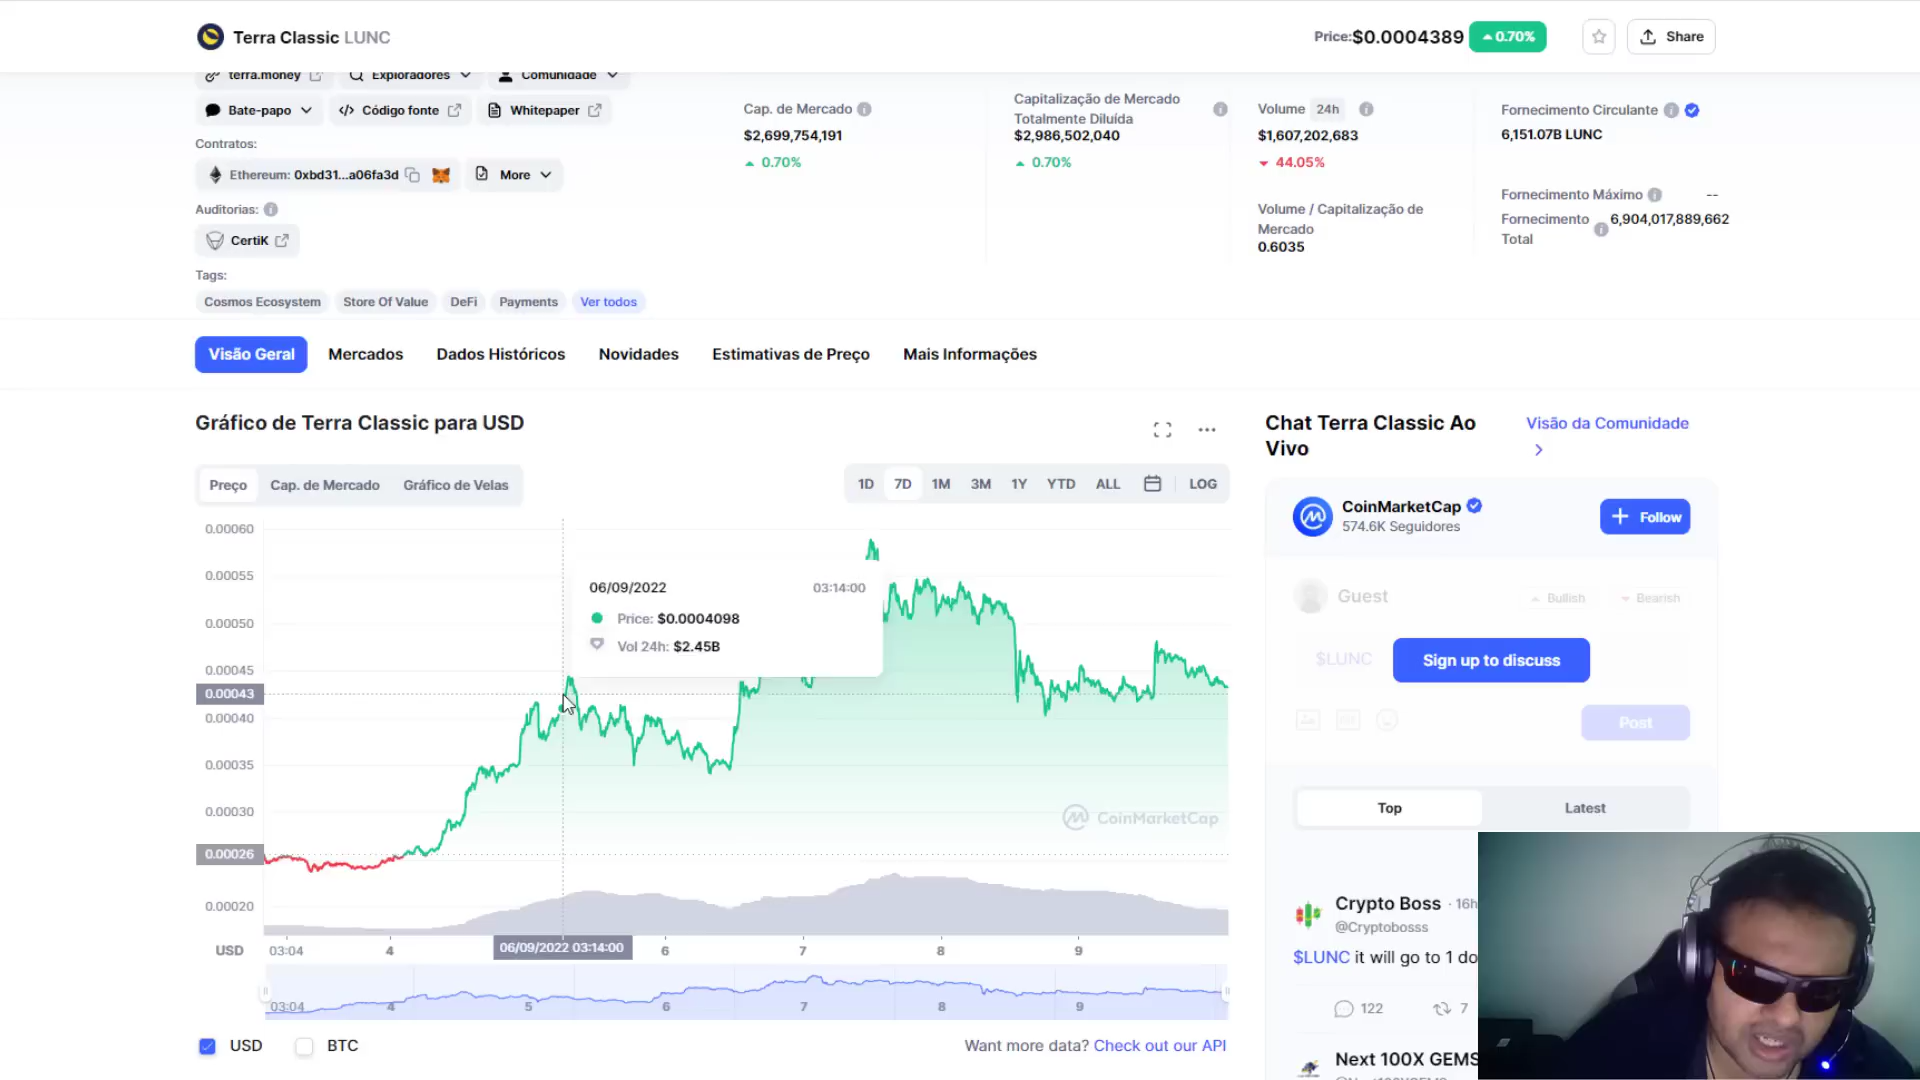 Terra Classic LUNC
Price:$0.0004389 0.70%
Share
terra.money
Exploradores
Comunidade
Bate-papo
Código fonte
Whitepaper
Contratos:
Ethereum: 0xbd31...a06fa3d
More
Auditorias:
CertiK
Tags:
Cosmos Ecosystem
Store Of Value
DeFi
Payments
Ver todos
Cap. de Mercado
$2,699,754,191
0.70%
Capitalização de Mercado
Totalmente Diluída
$2,986,502,040
0.70%
Volume 24h
$1,607,202,683
44.05%
Volume / Capitalização de
Mercado
0.6035
Fornecimento Circulante
6,151.07B LUNC
Fornecimento Máximo --
Fornecimento
Total
6,904,017,889,662
Visão Geral
Mercados
Dados Históricos
Novidades
Estimativas de Preço
Mais Informações
Gráfico de Terra Classic para USD
Preço
Cap. de Mercado
Gráfico de Velas
1D 7D 1M 3M 1Y YTD ALL LOG
0.00060
0.00055
0.00050
0.00045
0.00043
0.00040
0.00035
0.00030
0.00026
0.00020
06/09/2022 03:14:00
Price: $0.0004098
Vol 24h: $2.45B
CoinMarketCap
USD 03:04 4 06/09/2022 03:14:00 6 7 8 9
03:04 4 5 6 7 8 9
USD
BTC
Want more data? Check out our API
Chat Terra Classic Ao
Vivo
Visão da Comunidade
CoinMarketCap
574.6K Seguidores
Follow
Guest
Bullish
Bearish
$LUNC
Sign up to discuss
Post
Top
Latest
Crypto Boss · 16h
@Cryptobosss
$LUNC it will go to 1 do
122
7
Next 100X GEMS